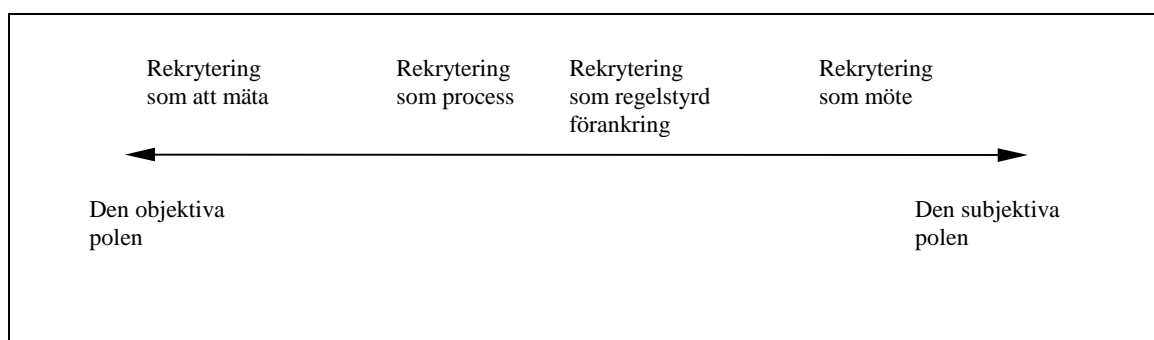 Rekrytering
som att mäta
Rekrytering
som process
Rekrytering
som regelstyrd
förankring
Rekrytering
som möte
Den objektiva
polen
Den subjektiva
polen